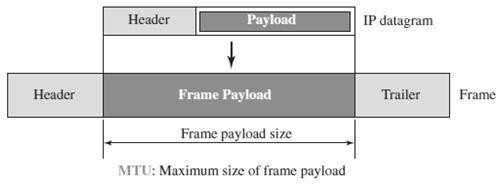 Header Payload IP datagram
Header Frame Payload Trailer Frame
Frame payload size
MTU: Maximum size of frame payload